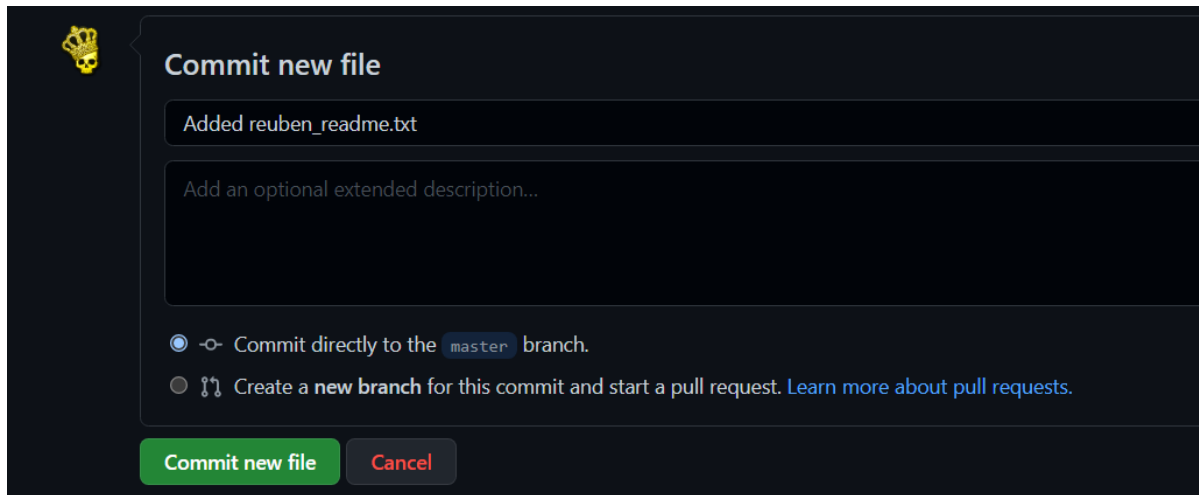 Commit new file
Added reuben_readme.txt
Add an optional extended description...
Commit directly to the master branch.
Create a new branch for this commit and start a pull request. Learn more about pull requests.
Commit new file Cancel